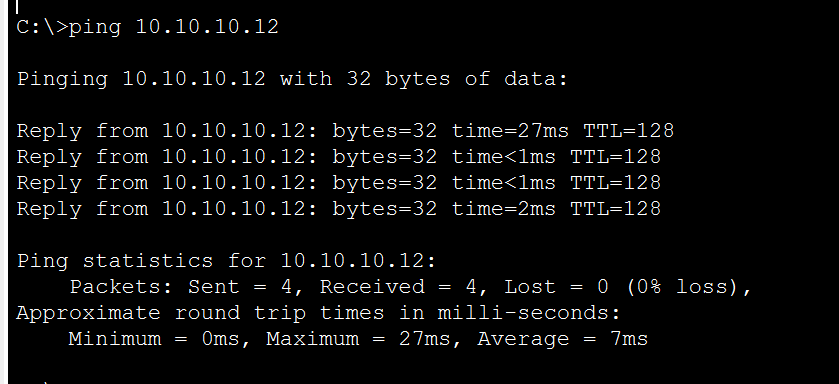 C:\>ping 10.10.10.12
Pinging 10.10.10.12 with 32 bytes of data:
Reply from 10.10.10.12: bytes=32 time=27ms TTL=128
Reply from 10.10.10.12: bytes=32 time<1ms TTL=128
Reply from 10.10.10.12: bytes=32 time<1ms TTL=128
Reply from 10.10.10.12: bytes=32 time=2ms TTL=128
Ping statistics for 10.10.10.12:
    Packets: Sent = 4, Received = 4, Lost = 0 (0% loss),
Approximate round trip times in milli-seconds:
    Minimum = 0ms, Maximum = 27ms, Average = 7ms